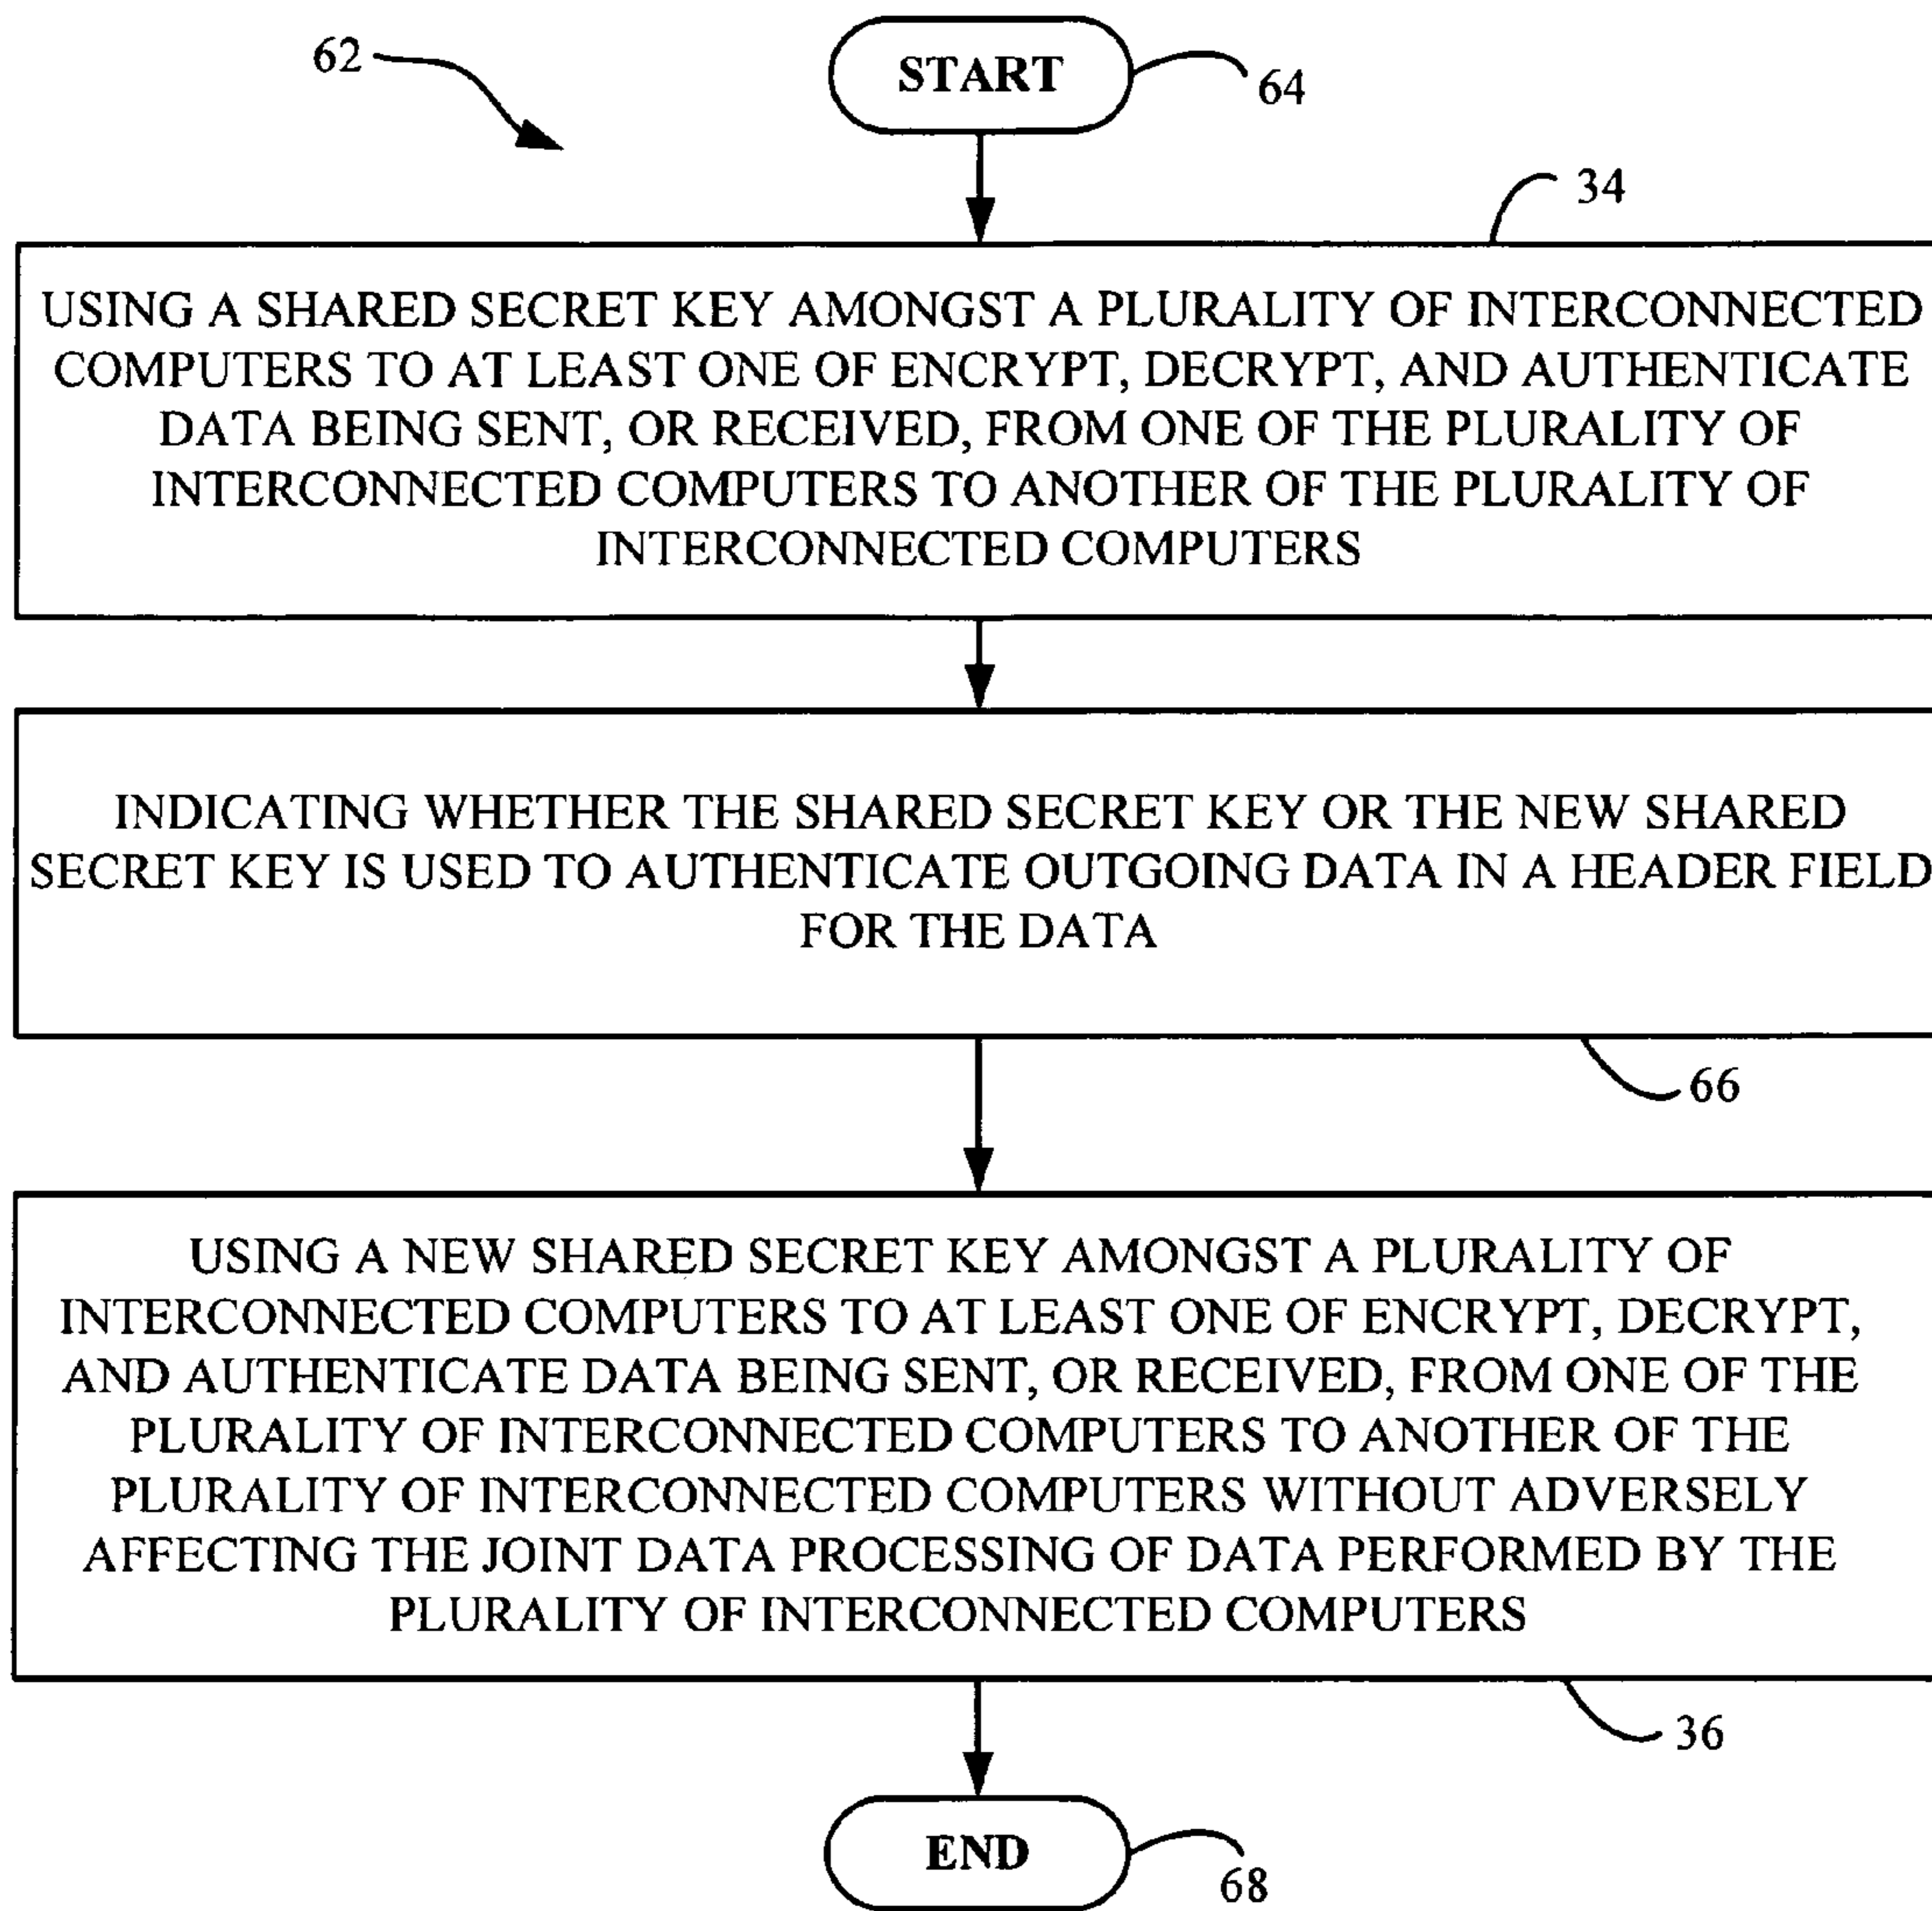 62
START
64
34
USING A SHARED SECRET KEY AMONGST A PLURALITY OF INTERCONNECTED
COMPUTERS TO AT LEAST ONE OF ENCRYPT, DECRYPT, AND AUTHENTICATE
DATA BEING SENT, OR RECEIVED, FROM ONE OF THE PLURALITY OF
INTERCONNECTED COMPUTERS TO ANOTHER OF THE PLURALITY OF
INTERCONNECTED COMPUTERS
INDICATING WHETHER THE SHARED SECRET KEY OR THE NEW SHARED
SECRET KEY IS USED TO AUTHENTICATE OUTGOING DATA IN A HEADER FIELD
FOR THE DATA
66
USING A NEW SHARED SECRET KEY AMONGST A PLURALITY OF
INTERCONNECTED COMPUTERS TO AT LEAST ONE OF ENCRYPT, DECRYPT,
AND AUTHENTICATE DATA BEING SENT, OR RECEIVED, FROM ONE OF THE
PLURALITY OF INTERCONNECTED COMPUTERS TO ANOTHER OF THE
PLURALITY OF INTERCONNECTED COMPUTERS WITHOUT ADVERSELY
AFFECTING THE JOINT DATA PROCESSING OF DATA PERFORMED BY THE
PLURALITY OF INTERCONNECTED COMPUTERS
36
END
68